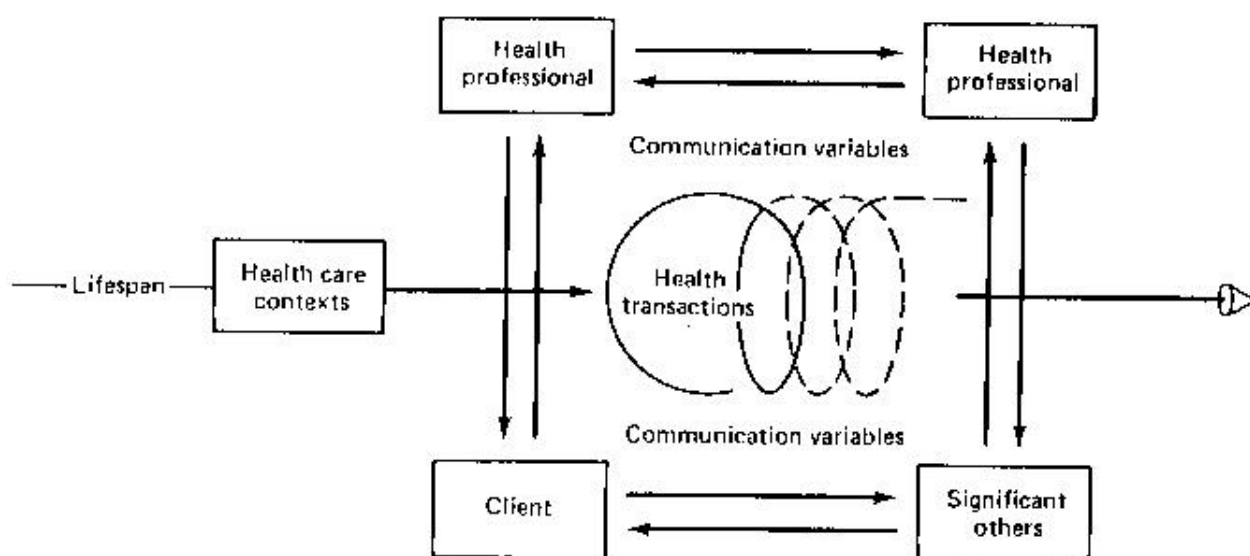 Health
professional
Health
professional
Communication variables
Lifespan
Health care
contexts
Health
transactions
Communication variables
Client
Significant
others